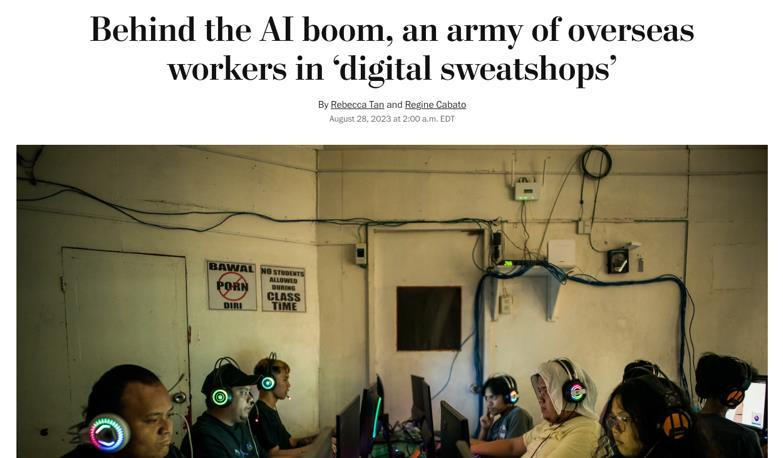 Behind the AI boom, an army of overseas
workers in ‘digital sweatshops’
By Rebecca Tan and Regine Cabato
August 28, 2023 at 2:00 a.m. EDT
BAWAL
PORN
DIRI
NO STUDENTS
ALLOWED
DURING
CLASS
TIME